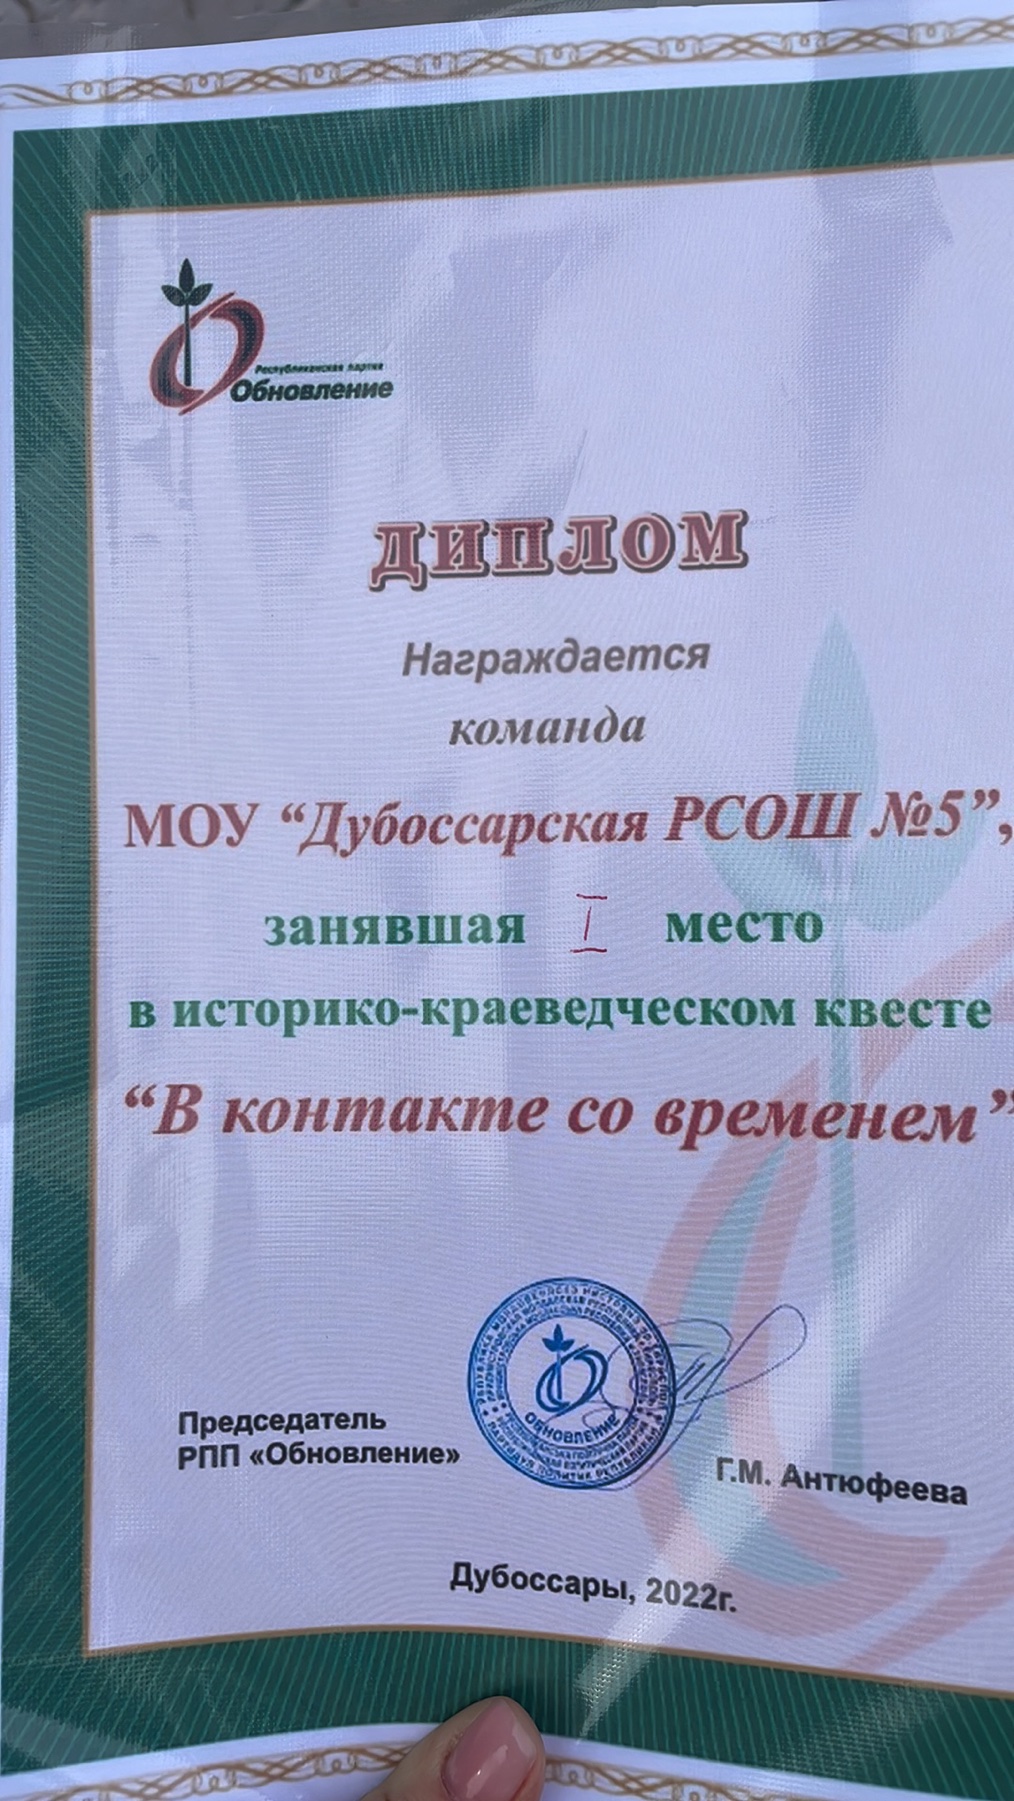 Республиканская партия
Обновление
ДИПЛОМ
Награждается
команда
МОУ “Дубоссарская РСОШ №5”,
занявшая I место
в историко-краеведческом квесте
“В контакте со временем”
ОБНОВЛЕНИЕ
Председатель
РПП «Обновление»
Г.М. Антюфеева
Дубоссары, 2022г.